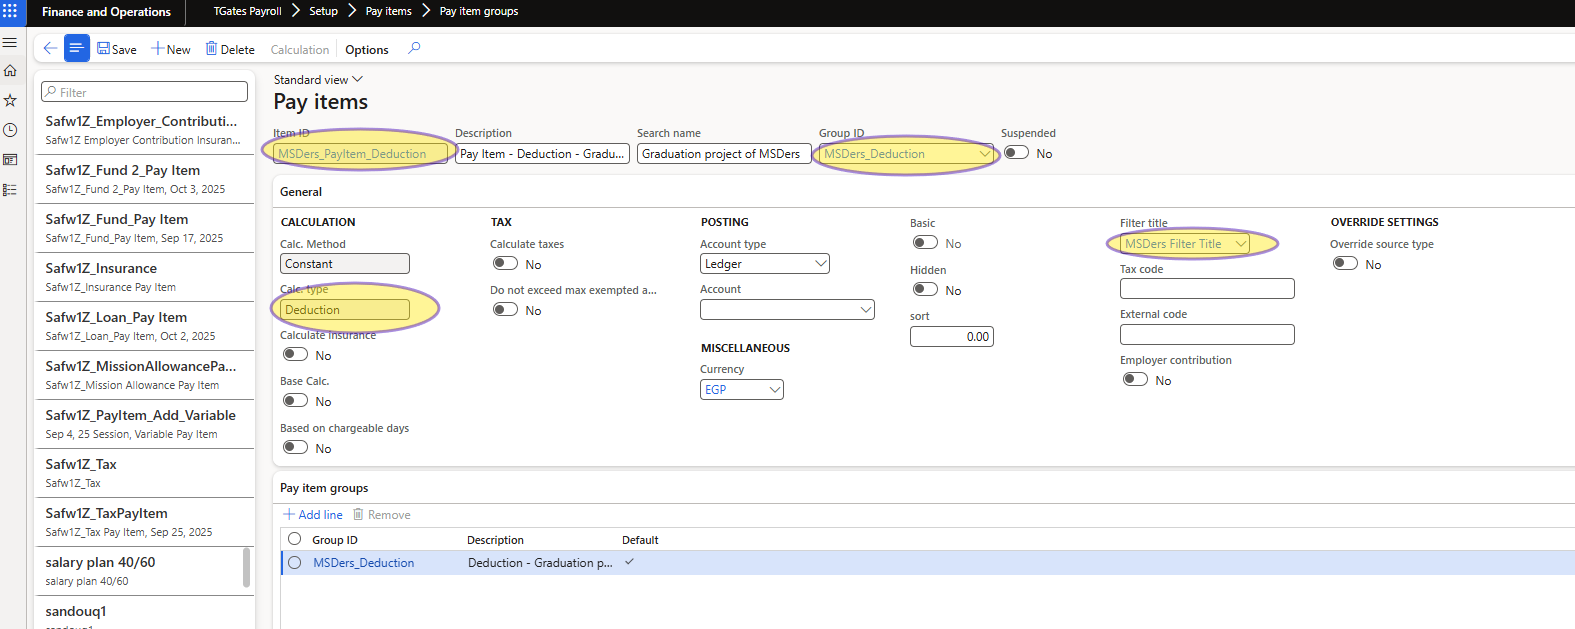 Finance and Operations
TGates Payroll > Setup > Pay items > Pay item groups
Save
New
Delete
Calculation
Options
Filter
Safw1Z_Employer_Contributi...
Safw1Z Employer Contribution Insuran...
Safw1Z_Fund 2_Pay Item
Safw1Z_Fund 2_Pay Item, Oct 3, 2025
Safw1Z_Fund_Pay Item
Safw1Z_Fund_Pay Item, Sep 17, 2025
Safw1Z_Insurance
Safw1Z_Insurance Pay Item
Safw1Z_Loan_Pay Item
Safw1Z_Loan_Pay Item, Oct 2, 2025
Safw1Z_MissionAllowancePa...
Safw1Z_Mission Allowance Pay Item
Safw1Z_PayItem_Add_Variable
Sep 4, 25 Session, Variable Pay Item
Safw1Z_Tax
Safw1Z_Tax
Safw1Z_TaxPayItem
Safw1Z_Tax Pay Item, Sep 25, 2025
salary plan 40/60
salary plan 40/60
sandouq1
sandouq1
Standard view
Pay items
Item ID
MSDers_PayItem_Deduction
Description
Pay Item - Deduction - Gradu...
Search name
Graduation project of MSDers
Group ID
MSDers_Deduction
Suspended
No
General
CALCULATION
Calc. Method
Constant
Calc. type
Deduction
Calculate Insurance
No
Base Calc.
No
Based on chargeable days
No
TAX
Calculate taxes
No
Do not exceed max exempted a...
No
POSTING
Account type
Ledger
Account
MISCELLANEOUS
Currency
EGP
Basic
No
Hidden
No
sort
0.00
Filter title
MSDers Filter Title
Tax code
External code
Employer contribution
No
OVERRIDE SETTINGS
Override source type
No
Pay item groups
Add line
Remove
Group ID Description Default
MSDers_Deduction Deduction - Graduation p...